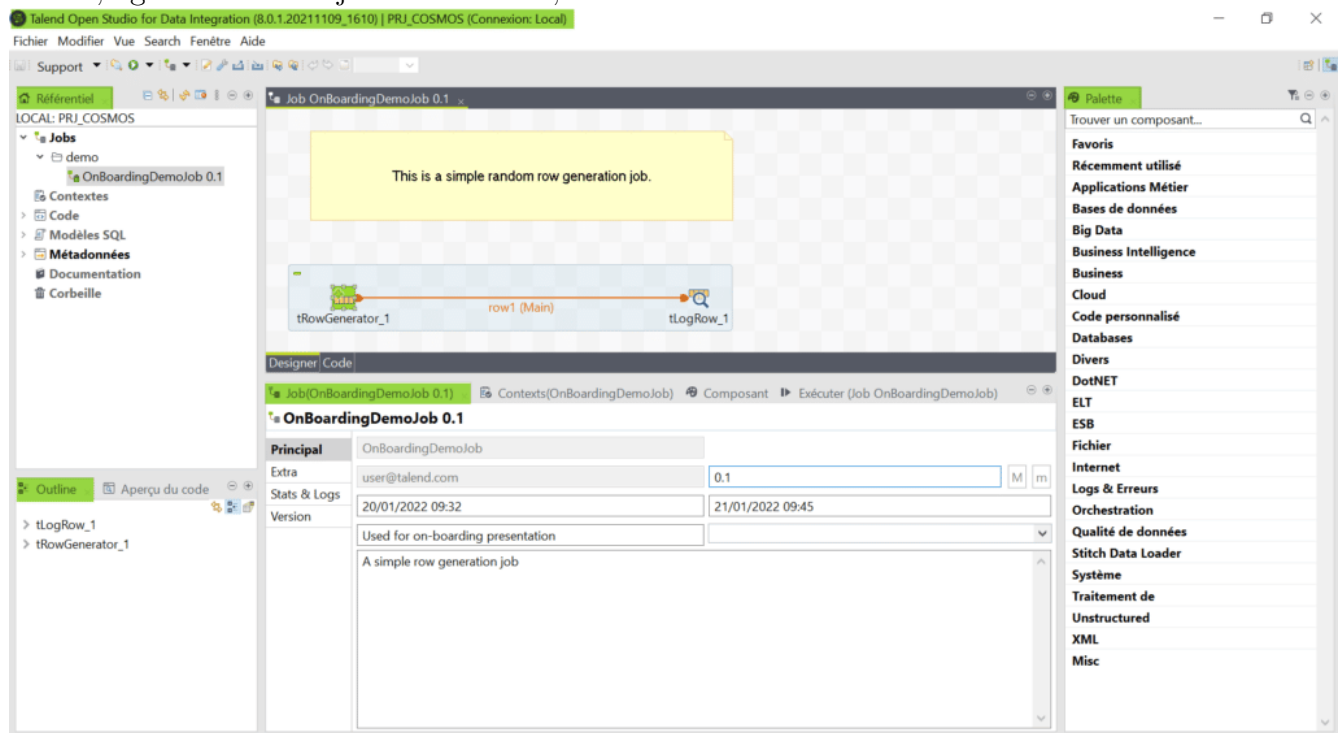 Talend Open Studio for Data Integration (8.0.1.20211109_1610) | PRJ_COSMOS (Connexion: Local)
Fichier Modifier Vue Search Fenêtre Aide
Support
Référentiel
LOCAL: PRJ_COSMOS
Jobs
demo
OnBoardingDemoJob 0.1
Contextes
Code
Modèles SQL
Métadonnées
Documentation
Corbeille
Outline Aperçu du code
tLogRow_1
tRowGenerator_1
Job OnBoardingDemoJob 0.1
This is a simple random row generation job.
row1 (Main)
tRowGenerator_1 tLogRow_1
Designer Code
Job(OnBoardingDemoJob 0.1) Contexts(OnBoardingDemoJob) Composant Exécuter (Job OnBoardingDemoJob)
OnBoardingDemoJob 0.1
Principal
Extra
Stats & Logs
Version
OnBoardingDemoJob
user@talend.com 0.1 M m
20/01/2022 09:32 21/01/2022 09:45
Used for on-boarding presentation
A simple row generation job
Palette
Trouver un composant...
Favoris
Récemment utilisé
Applications Métier
Bases de données
Big Data
Business Intelligence
Business
Cloud
Code personnalisé
Databases
Divers
DotNET
ELT
ESB
Fichier
Internet
Logs & Erreurs
Orchestration
Qualité de données
Stitch Data Loader
Système
Traitement de
Unstructured
XML
Misc